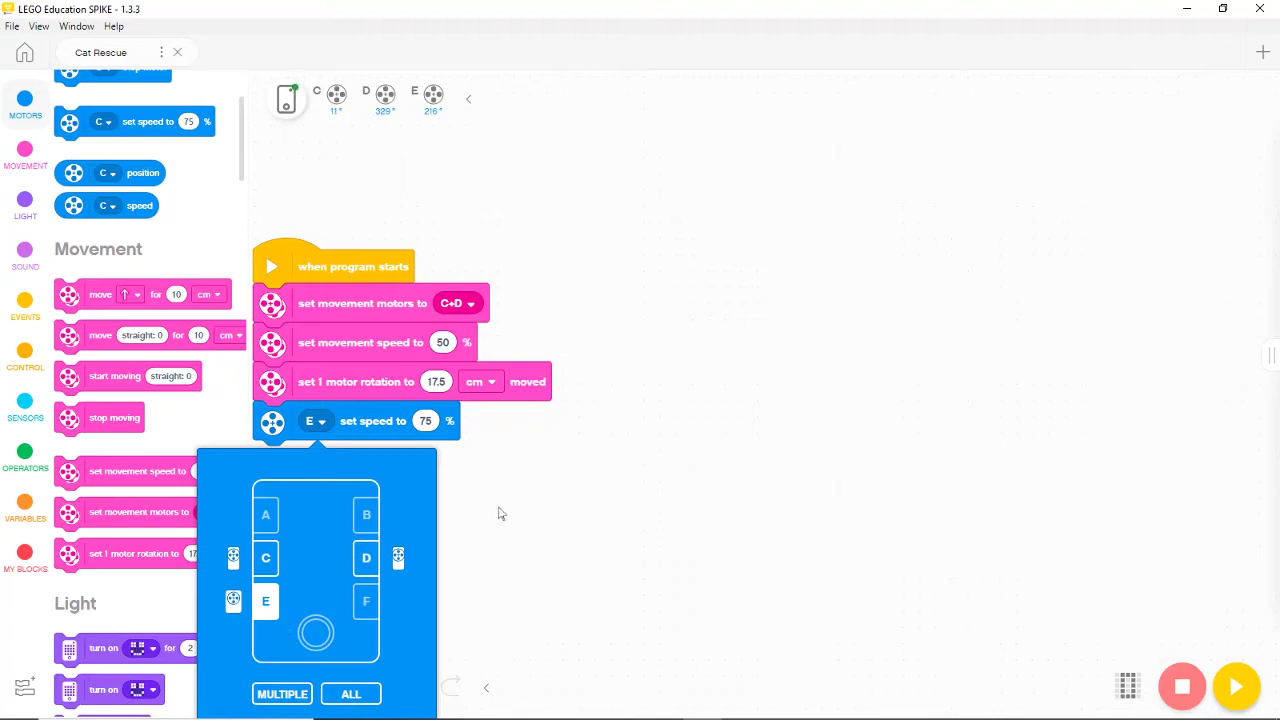 LEGO Education SPIKE - 1.3.3
File View Window Help
Cat Rescue
MOTORS
MOVEMENT
LIGHT
SOUND
EVENTS
CONTROL
SENSORS
OPERATORS
VARIABLES
MY BLOCKS
C set speed to 75 %
C position
C speed
Movement
move for 10 cm
move straight: 0 for 10 cm
start moving straight: 0
stop moving
set movement speed to
set movement motors to
set 1 motor rotation to
Light
turn on for 2
turn on
C D E
11° 329° 216°
when program starts
set movement motors to C+D
set movement speed to 50 %
set 1 motor rotation to 17.5 cm moved
E set speed to 75 %
A B
C D
E F
MULTIPLE ALL